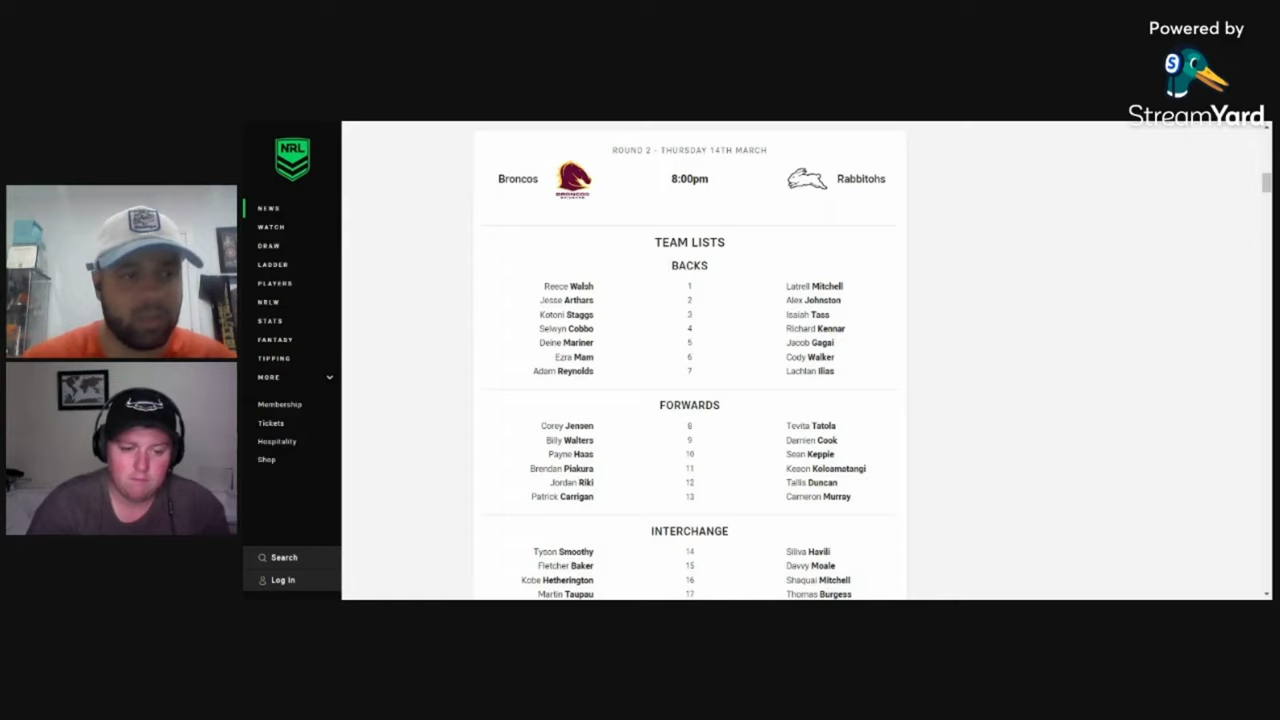 Powered by
StreamYard
NRL
NEWS
WATCH
DRAW
LADDER
PLAYERS
NRLW
STATS
FANTASY
TIPPING
MORE
Membership
Tickets
Hospitality
Shop
Search
Log In
ROUND 2 - THURSDAY 14TH MARCH
Broncos BRONCOS 8:00pm Rabbitohs
TEAM LISTS
BACKS
Reece Walsh 1 Latrell Mitchell
Jesse Arthars 2 Alex Johnston
Kotoni Staggs 3 Isaiah Tass
Selwyn Cobbo 4 Richard Kennar
Deine Mariner 5 Jacob Gagai
Ezra Mam 6 Cody Walker
Adam Reynolds 7 Lachlan Ilias
FORWARDS
Corey Jensen 8 Tevita Tatola
Billy Walters 9 Damien Cook
Payne Haas 10 Sean Keppie
Brendan Piakura 11 Keaon Koloamatangi
Jordan Riki 12 Tallis Duncan
Patrick Carrigan 13 Cameron Murray
INTERCHANGE
Tyson Smoothy 14 Siliva Havili
Fletcher Baker 15 Davvy Moale
Kobe Hetherington 16 Shaquai Mitchell
Martin Taupau 17 Thomas Burgess